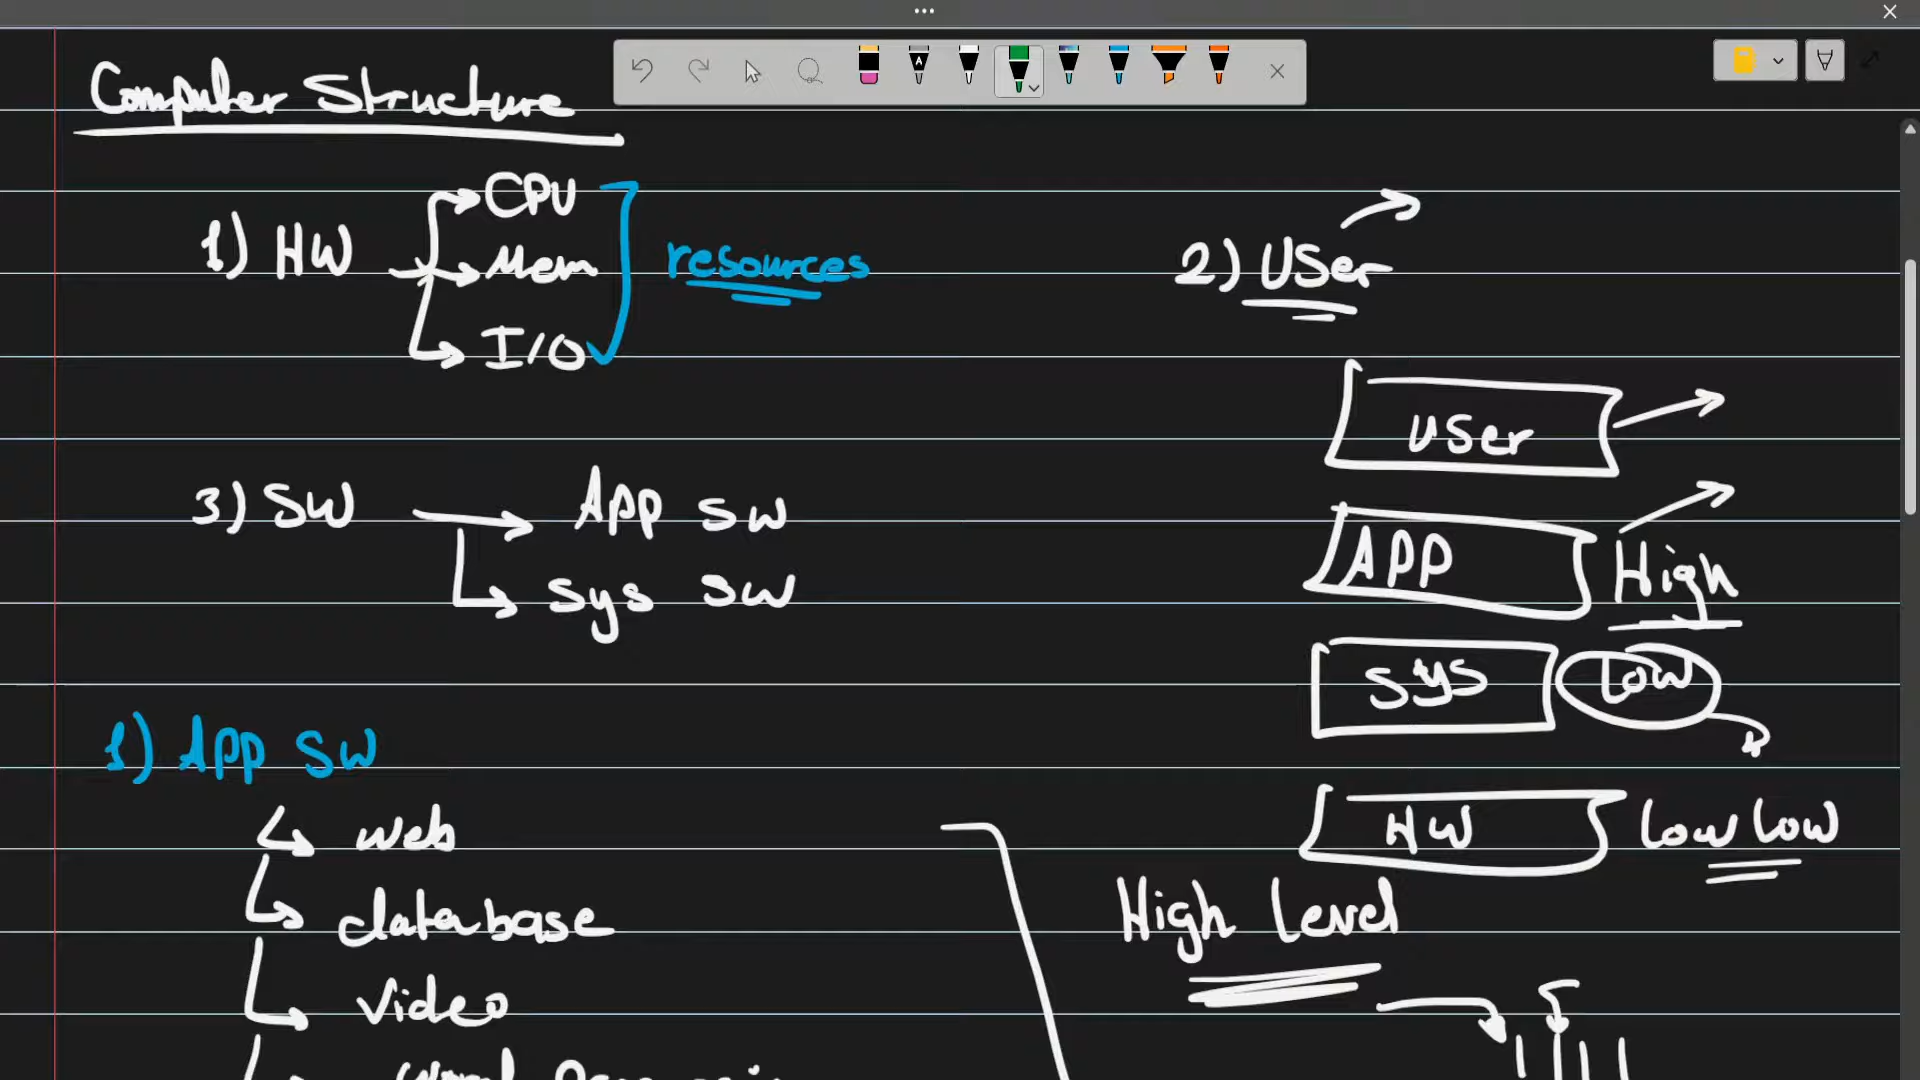 Computer Structure
1) HW
CPU
Mem
I/O
resources
2) User
User
APP
High
sys
Low
HW
Low Low
3) SW
App SW
sys SW
1) App SW
web
database
video
High Level
A